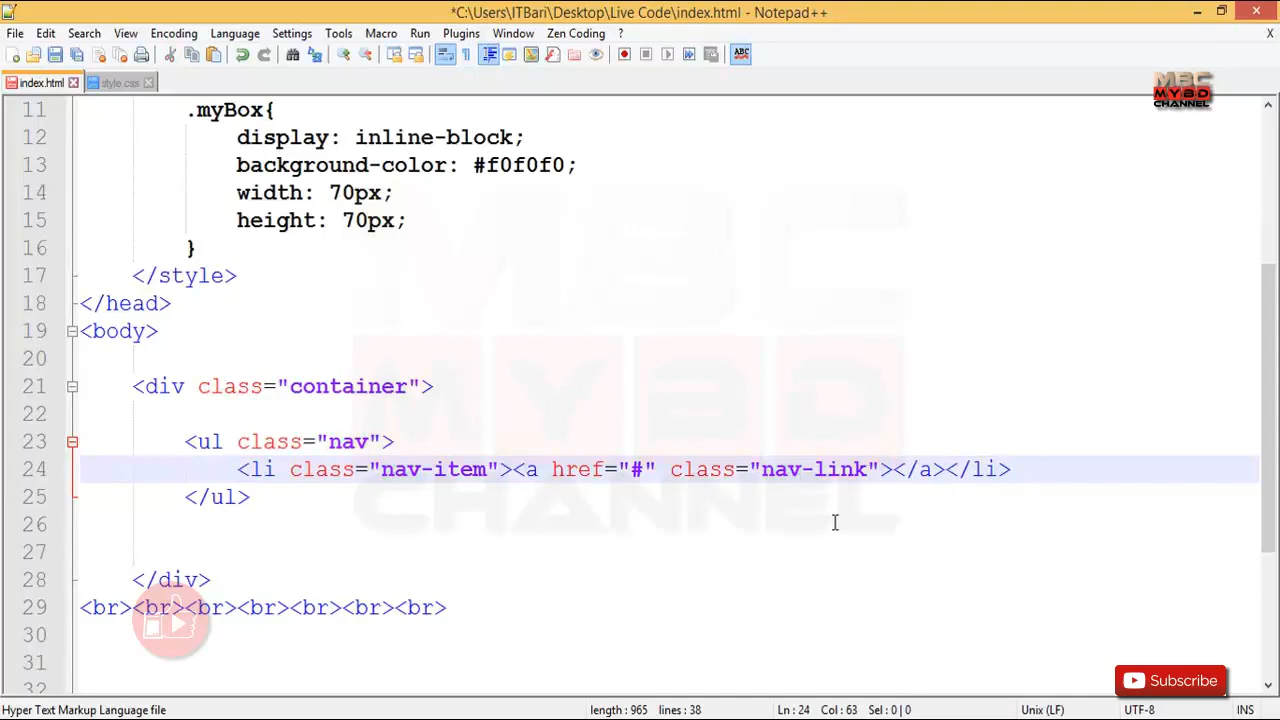 *C:\Users\ITBari\Desktop\Live Code\index.html - Notepad++
File Edit Search View Encoding Language Settings Tools Macro Run Plugins Window Zen Coding ? X
index.html style.css
MBC
MYBD
CHANNEL
11 .myBox{
12 display: inline-block;
13 background-color: #f0f0f0;
14 width: 70px;
15 height: 70px;
16 }
17 </style>
18 </head>
19 <body>
20
21 <div class="container">
22
23 <ul class="nav">
24 <li class="nav-item"><a href="#" class="nav-link"></a></li>
25 </ul>
26
27
28 </div>
29 <br><br><br><br><br><br><br>
30
31
32
MBC
MYBD
CHANNEL
Subscribe
Hyper Text Markup Language file length : 965 lines : 38 Ln : 24 Col : 63 Sel : 0 | 0 Unix (LF) UTF-8 INS